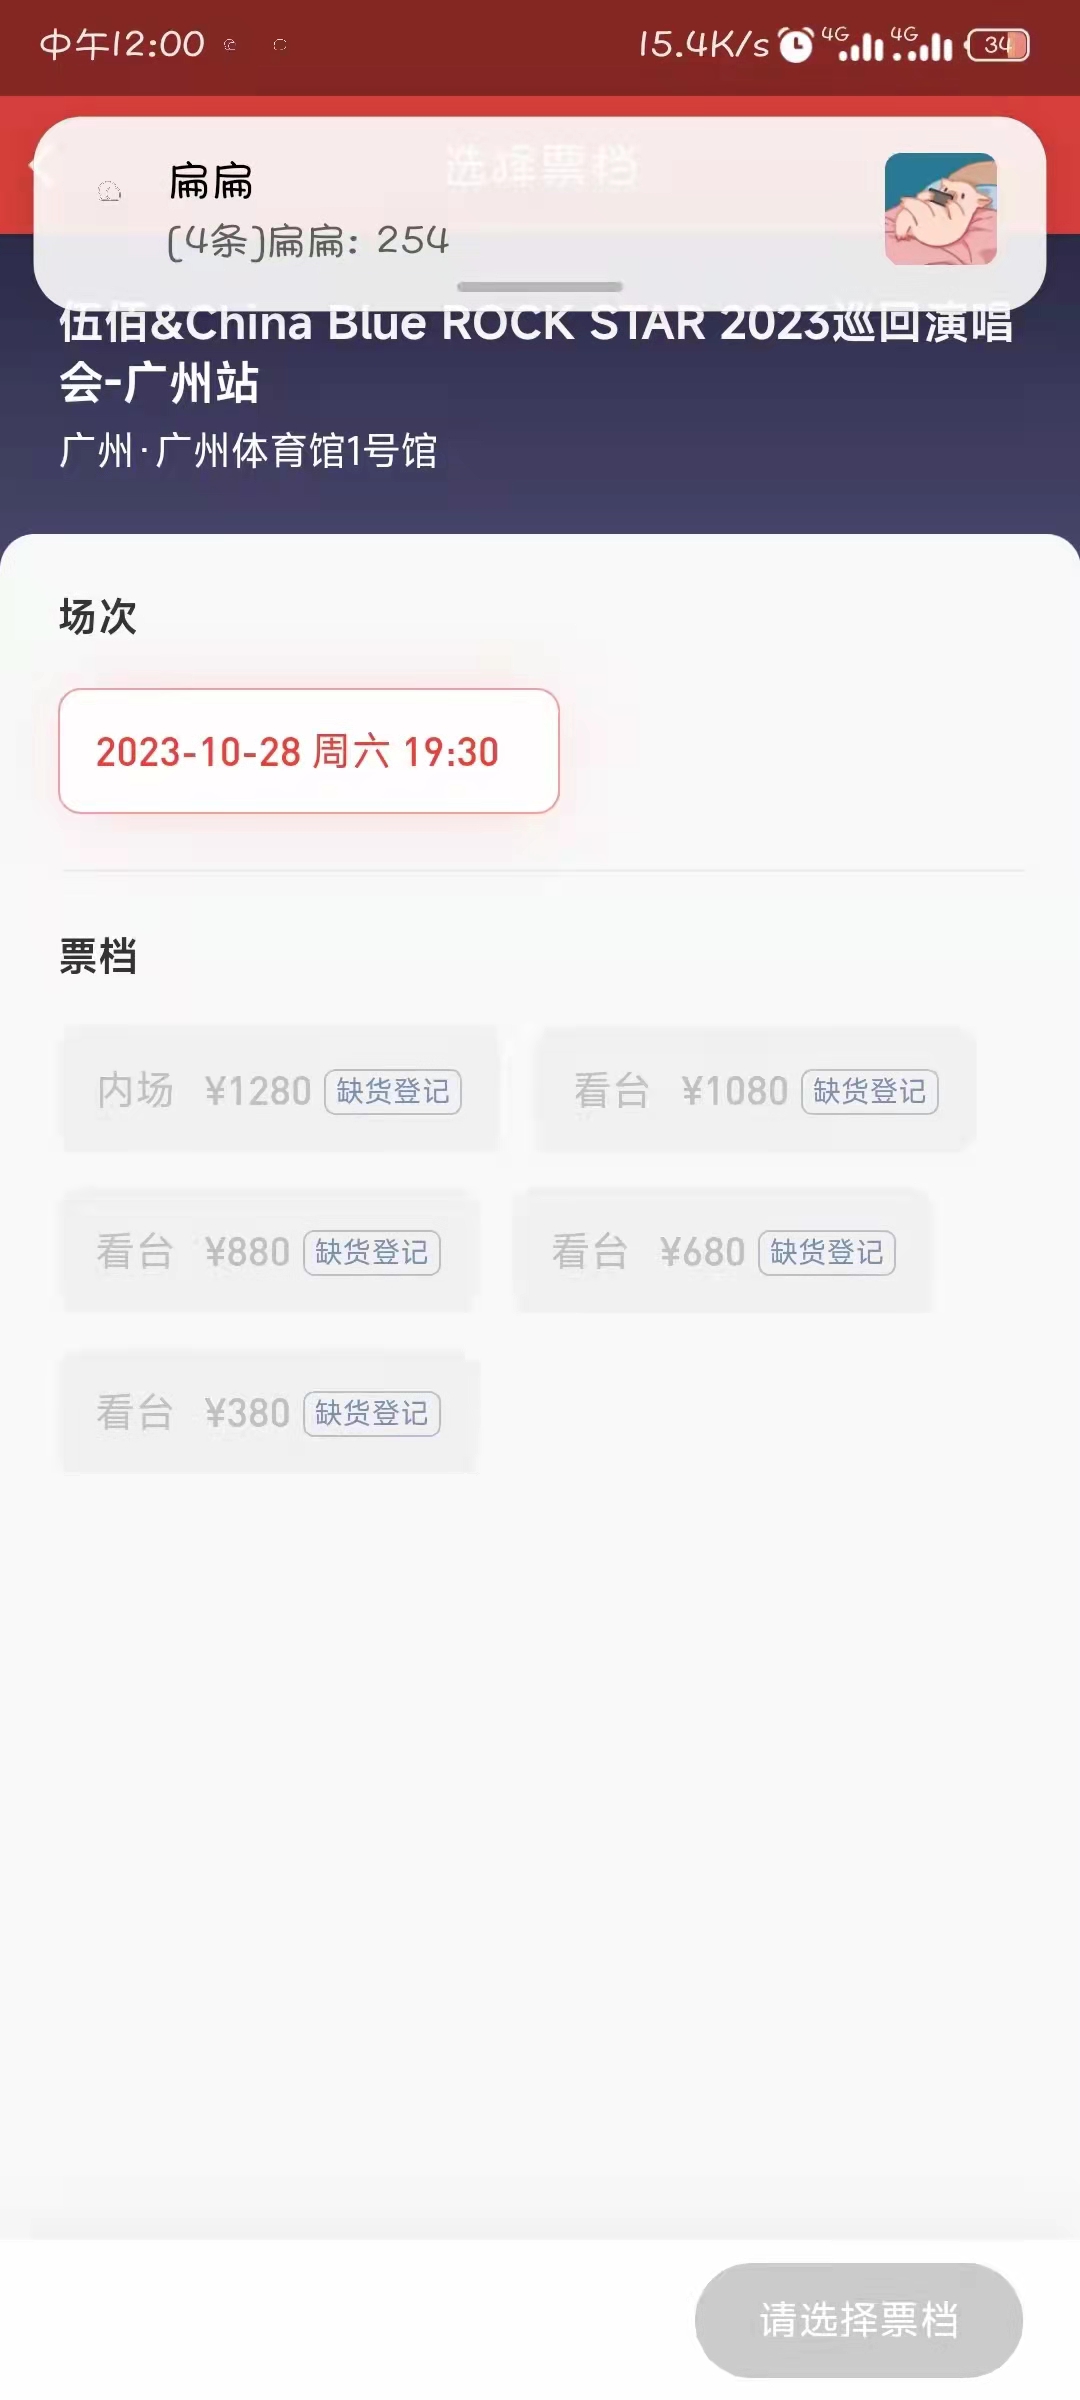 中午12:00
15.4K/s 4G 4G 34
选择票档
扁扁
(4条)扁扁: 254
伍佰&China Blue ROCK STAR 2023巡回演唱
会-广州站
广州·广州体育馆1号馆
场次
2023-10-28 周六 19:30
票档
内场 ¥1280 缺货登记
看台 ¥1080 缺货登记
看台 ¥880 缺货登记
看台 ¥680 缺货登记
看台 ¥380 缺货登记
请选择票档